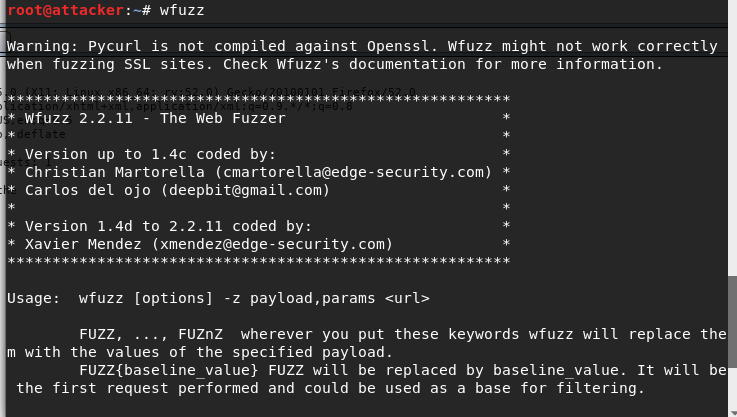 root@attacker:~# wfuzz
Warning: Pycurl is not compiled against Openssl. Wfuzz might not work correctly
when fuzzing SSL sites. Check Wfuzz's documentation for more information.
********************************************************
* Wfuzz 2.2.11 - The Web Fuzzer                        *
*                                                      *
* Version up to 1.4c coded by:                         *
* Christian Martorella (cmartorella@edge-security.com) *
* Carlos del ojo (deepbit@gmail.com)                   *
*                                                      *
* Version 1.4d to 2.2.11 coded by:                     *
* Xavier Mendez (xmendez@edge-security.com)            *
********************************************************
Usage:  wfuzz [options] -z payload,params <url>
        FUZZ, ..., FUZnZ  wherever you put these keywords wfuzz will replace the
m with the values of the specified payload.
        FUZZ{baseline_value} FUZZ will be replaced by baseline_value. It will be
 the first request performed and could be used as a base for filtering.